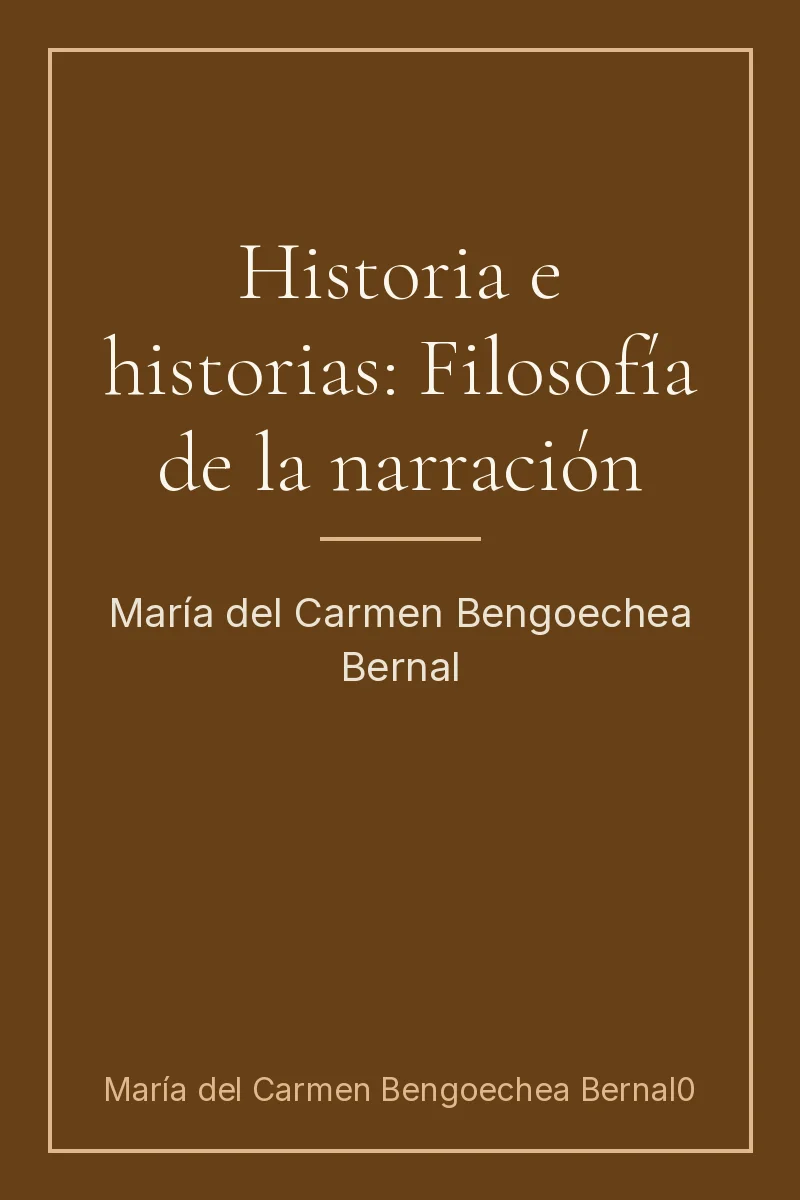 Historia e
historias: Filosofía
de la narración
María del Carmen Bengoechea
Bernal
María del Carmen Bengoechea Bernal0